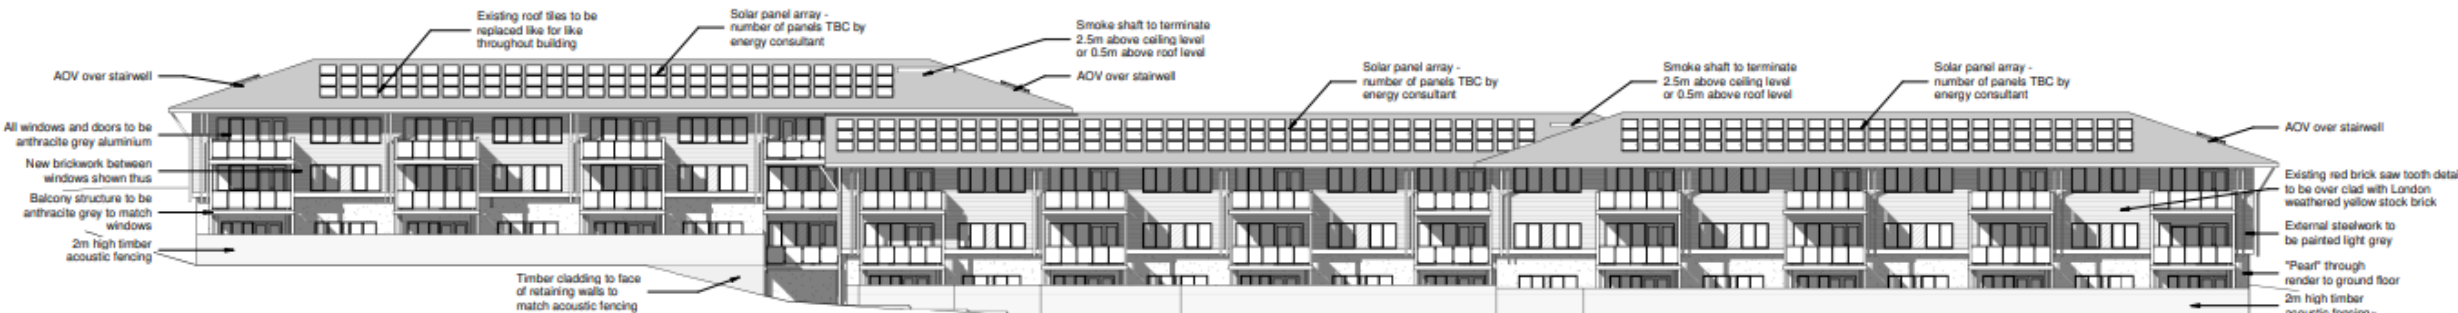 Existing roof tiles to be
replaced like for like
throughout building
Solar panel array -
number of panels TBC by
energy consultant
Smoke shaft to terminate
2.5m above ceiling level
or 0.5m above roof level
AOV over stairwell
AOV over stairwell
Solar panel array -
number of panels TBC by
energy consultant
Smoke shaft to terminate
2.5m above ceiling level
or 0.5m above roof level
Solar panel array -
number of panels TBC by
energy consultant
AOV over stairwell
All windows and doors to be
anthracite grey aluminium
New brickwork between
windows shown thus
Balcony structure to be
anthracite grey to match
windows
2m high timber
acoustic fencing
Timber cladding to face
of retaining walls to
match acoustic fencing
Existing red brick saw tooth detai
to be over clad with London
weathered yellow stock brick
External steelwork to
be painted light grey
"Pearl" through
render to ground floor
2m high timber
acoustic fencing